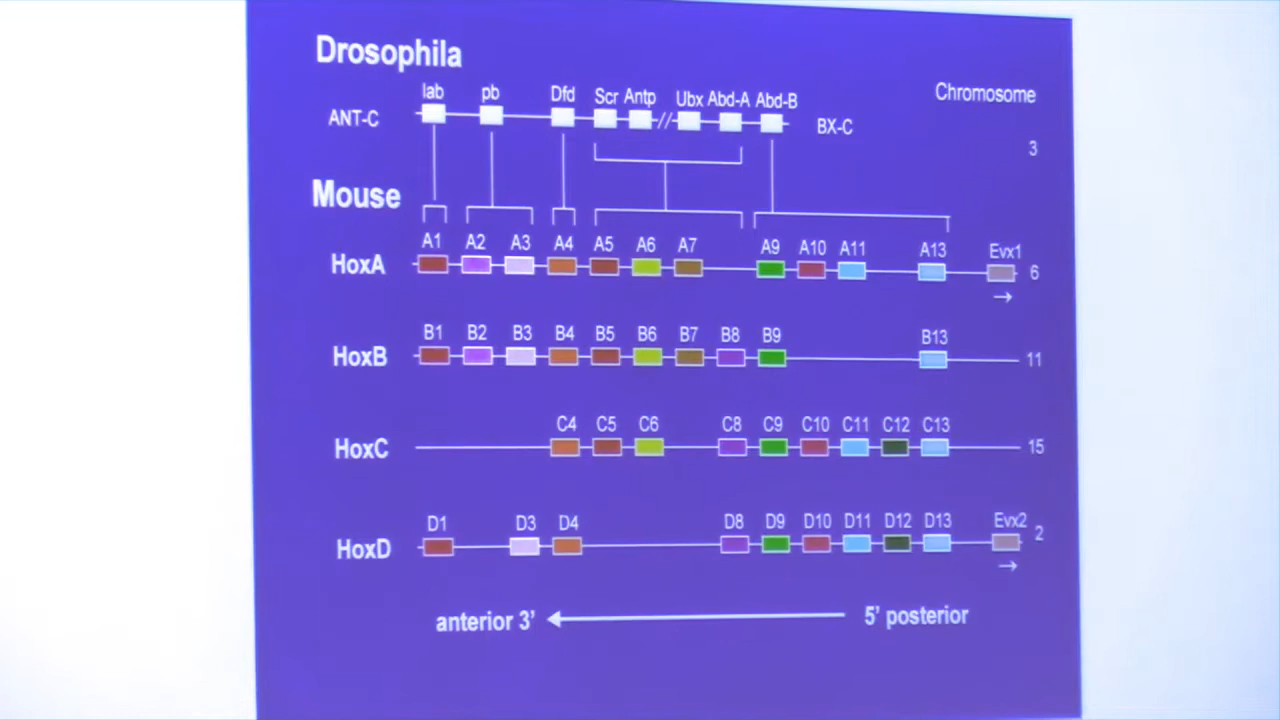 Drosophila
lab pb Dfd Scr Antp Ubx Abd-A Abd-B Chromosome
ANT-C // BX-C
3
Mouse
A1 A2 A3 A4 A5 A6 A7 A9 A10 A11 A13 Evx1
HoxA 6
→
B1 B2 B3 B4 B5 B6 B7 B8 B9 B13
HoxB 11
C4 C5 C6 C8 C9 C10 C11 C12 C13
HoxC 15
D1 D3 D4 D8 D9 D10 D11 D12 D13 Evx2
HoxD 2
→
anterior 3’ 5’ posterior